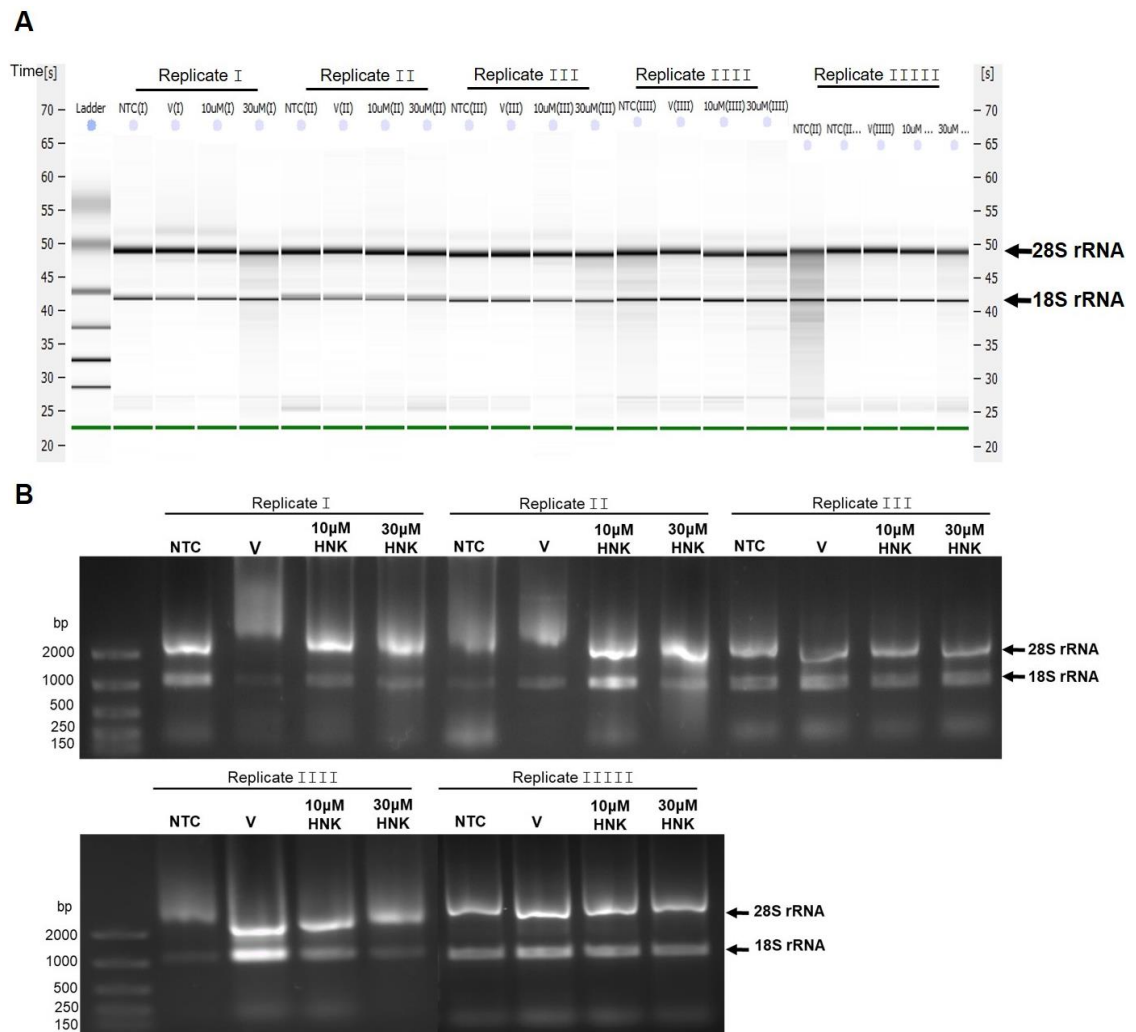 A
Time[s]
Replicate I
Replicate II
Replicate III
Replicate IIII
Replicate IIIII
[s]
Ladder NTC(I) V(I) 10uM(I) 30uM(I) NTC(II) V(II) 10uM(II) 30uM(II) NTC(III) V(III) 10uM(III) 30uM(III) NTC(IIII) V(IIII) 10uM(IIII) 30uM(IIII)
NTC(II) NTC(II... V(IIIII) 10uM ... 30uM ...
70 70
65 65
60 60
55 55
50 50
28S rRNA
45 45
18S rRNA
40 40
35 35
30 30
25 25
20 20
B
Replicate I
Replicate II
Replicate III
NTC V 10µM HNK 30µM HNK NTC V 10µM HNK 30µM HNK NTC V 10µM HNK 30µM HNK
bp
2000
28S rRNA
1000
18S rRNA
500
250
150
Replicate IIII
Replicate IIIII
NTC V 10µM HNK 30µM HNK NTC V 10µM HNK 30µM HNK
bp
28S rRNA
2000
18S rRNA
1000
500
250
150